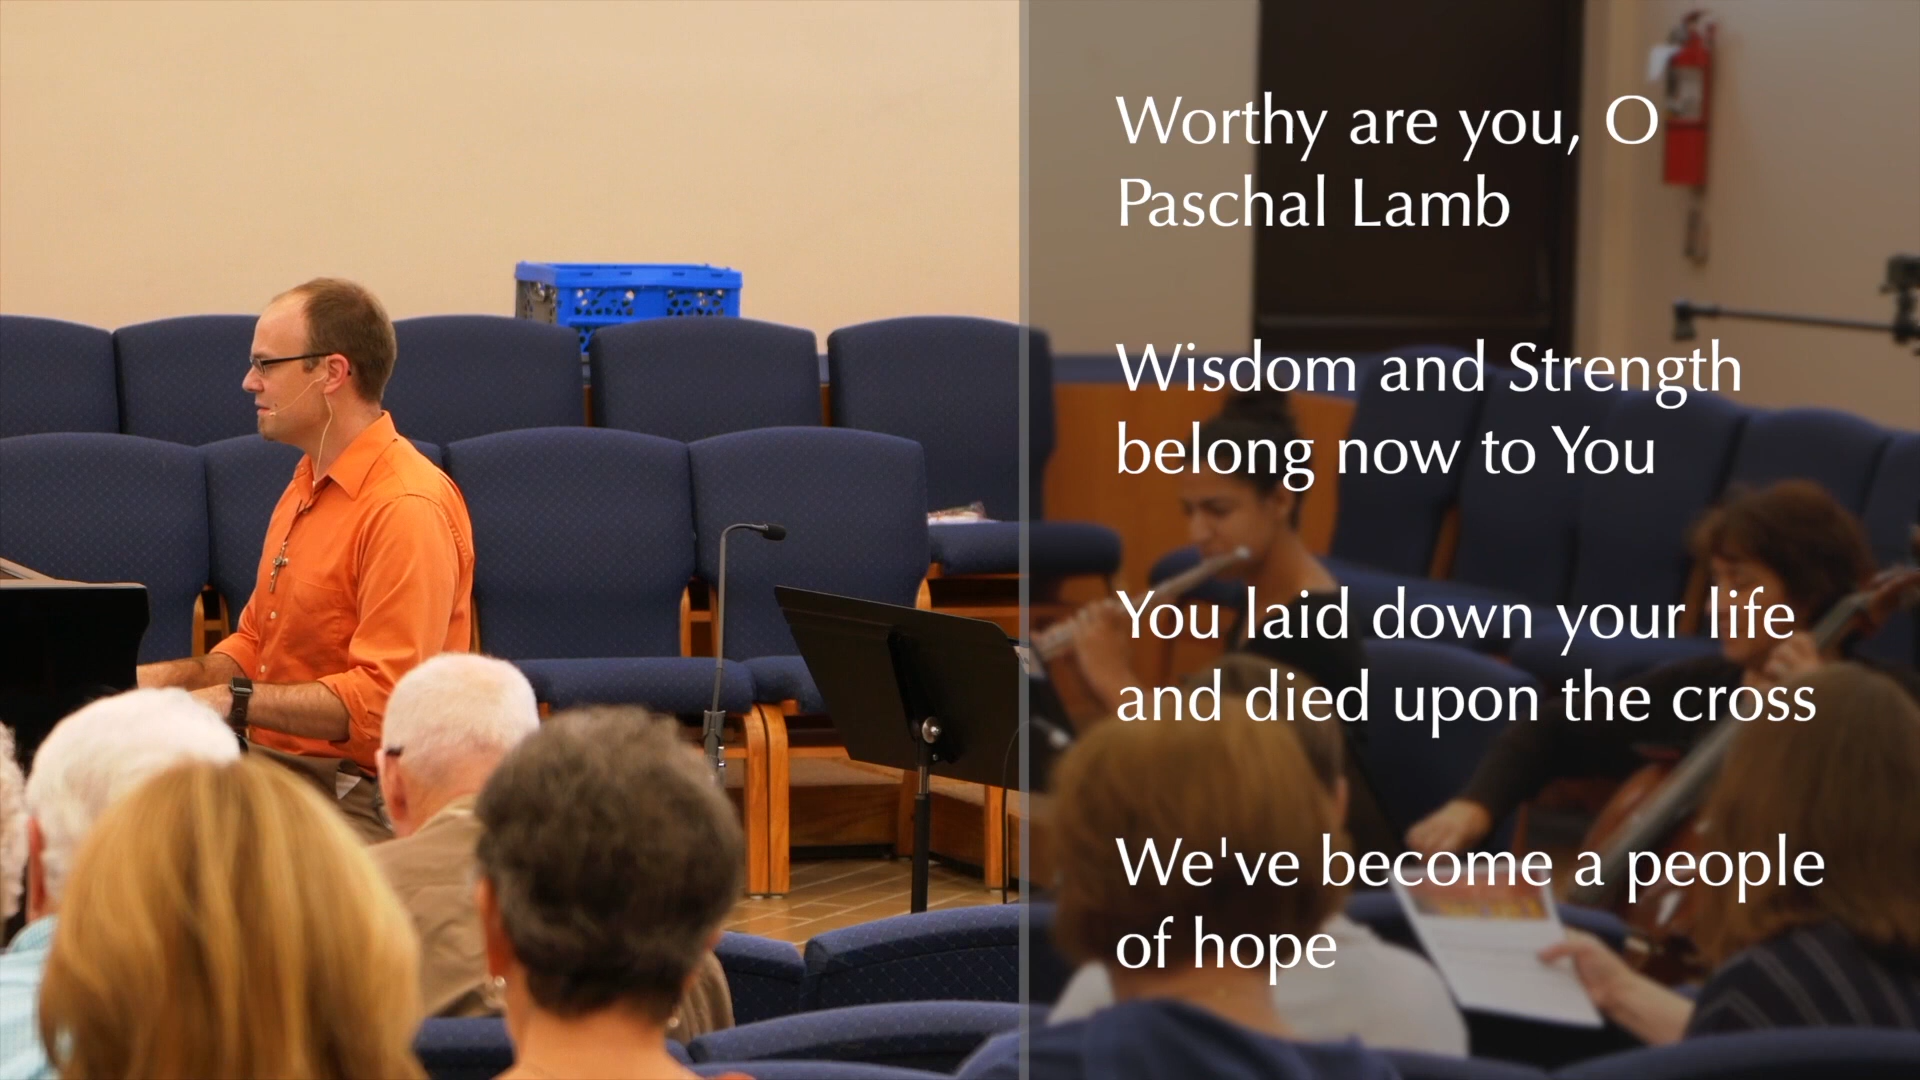 Worthy are you, O
Paschal Lamb
Wisdom and Strength
belong now to You
You laid down your life
and died upon the cross
We've become a people
of hope